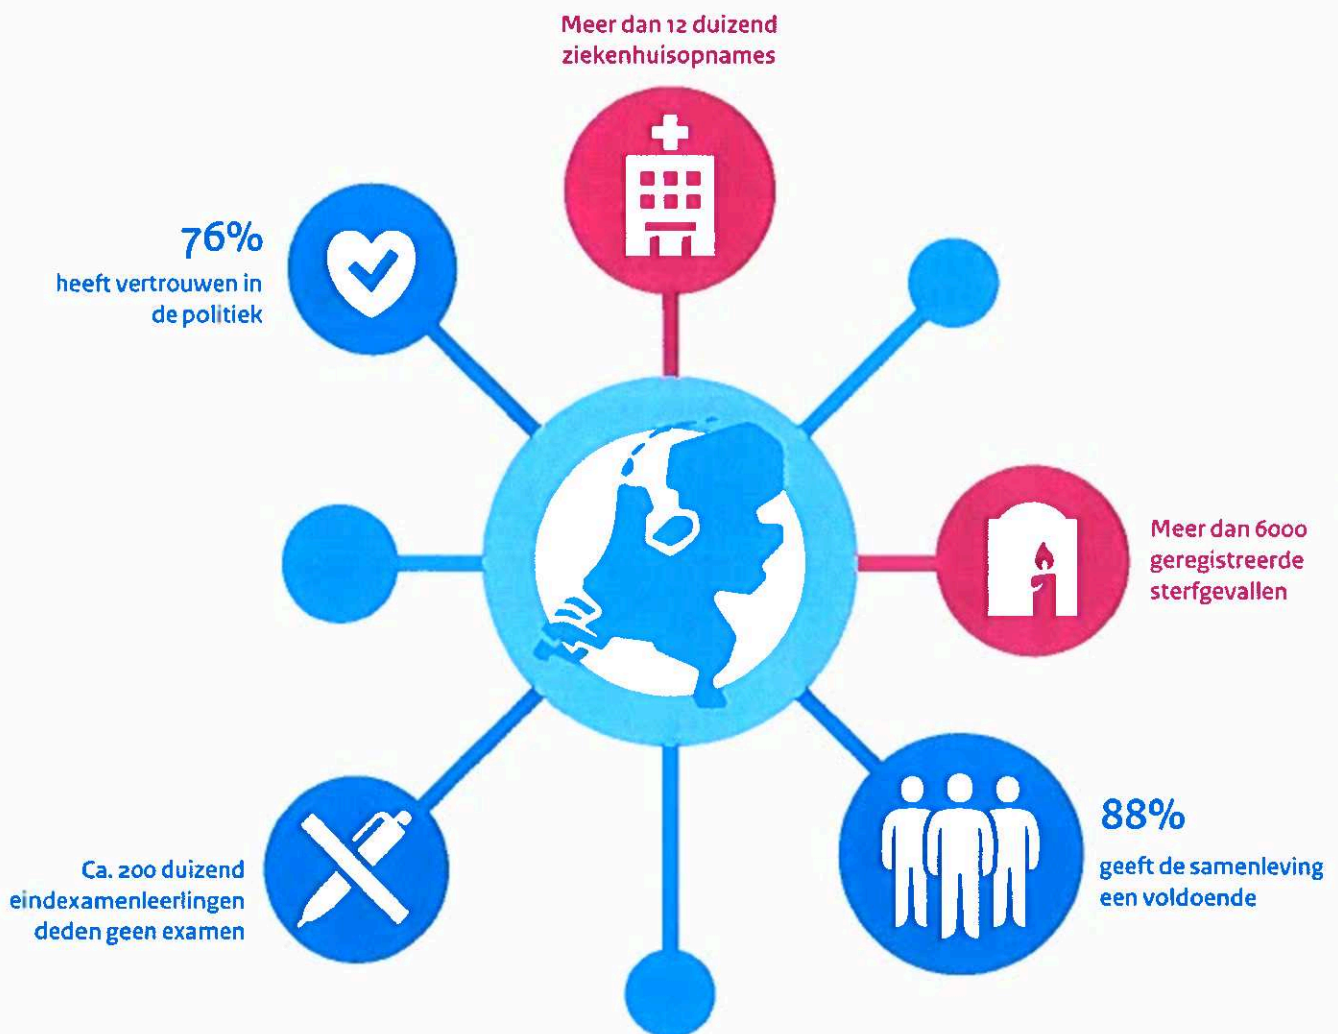 Meer dan 12 duizend
ziekenhuisopnames
76%
heeft vertrouwen in
de politiek
Meer dan 6000
geregistreerde
sterfgevallen
88%
geeft de samenleving
een voldoende
Ca. 200 duizend
eindexamenleerlingen
deden geen examen